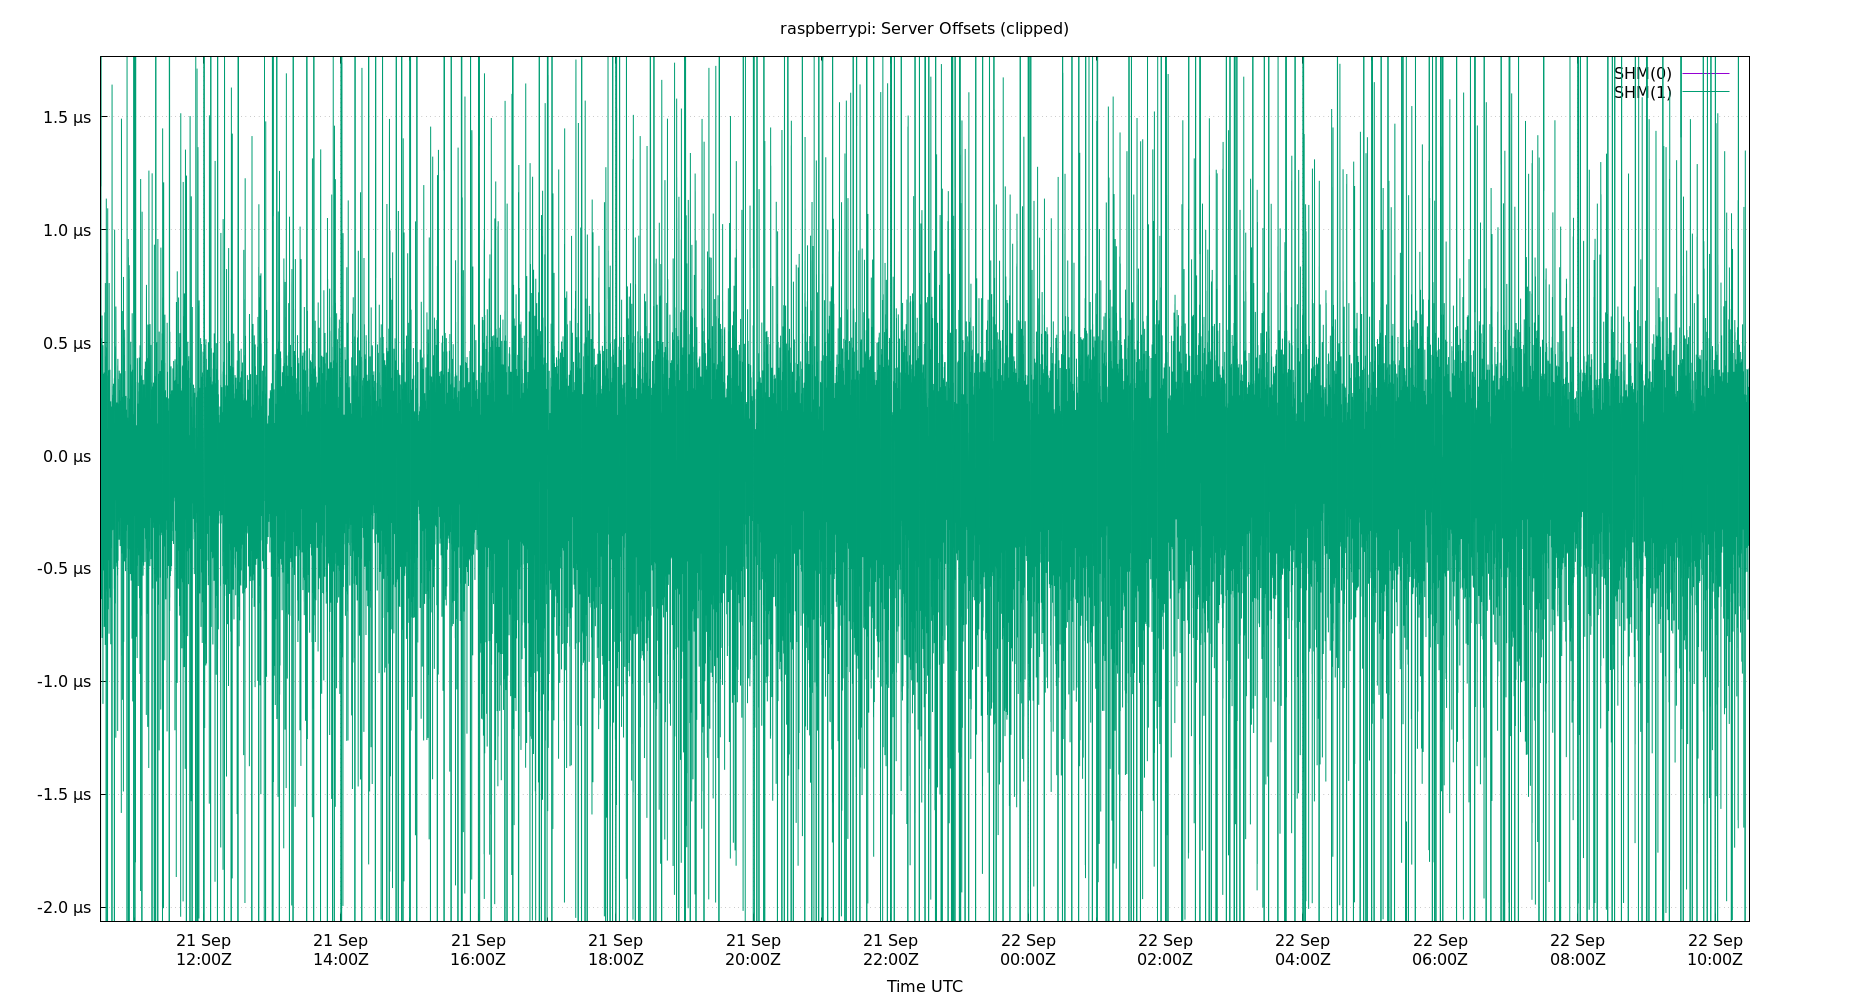 raspberrypi: Server Offsets (clipped)
SHM(0)
SHM(1)
1.5 µs
1.0 µs
0.5 µs
0.0 µs
-0.5 µs
-1.0 µs
-1.5 µs
-2.0 µs
21 Sep 21 Sep 21 Sep 21 Sep 21 Sep 21 Sep 22 Sep 22 Sep 22 Sep 22 Sep 22 Sep 22 Sep
12:00Z 14:00Z 16:00Z 18:00Z 20:00Z 22:00Z 00:00Z 02:00Z 04:00Z 06:00Z 08:00Z 10:00Z
Time UTC